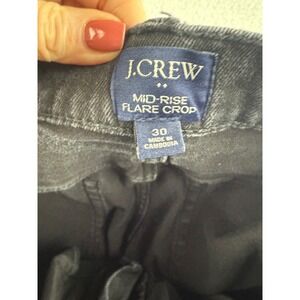 J.CREW
MID-RISE
FLARE CROP
30
MADE IN
CAMBODIA